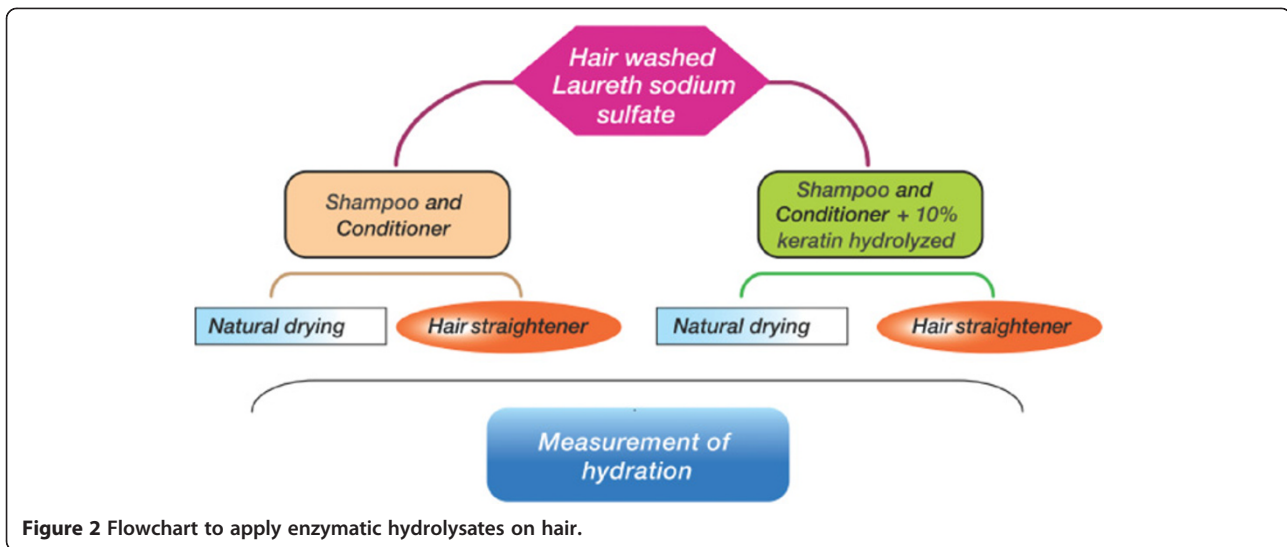 Hair washed
Laureth sodium
sulfate
Shampoo and
Conditioner
Shampoo and
Conditioner + 10%
keratin hydrolyzed
Natural drying
Hair straightener
Natural drying
Hair straightener
Measurement of
hydration
Figure 2 Flowchart to apply enzymatic hydrolysates on hair.